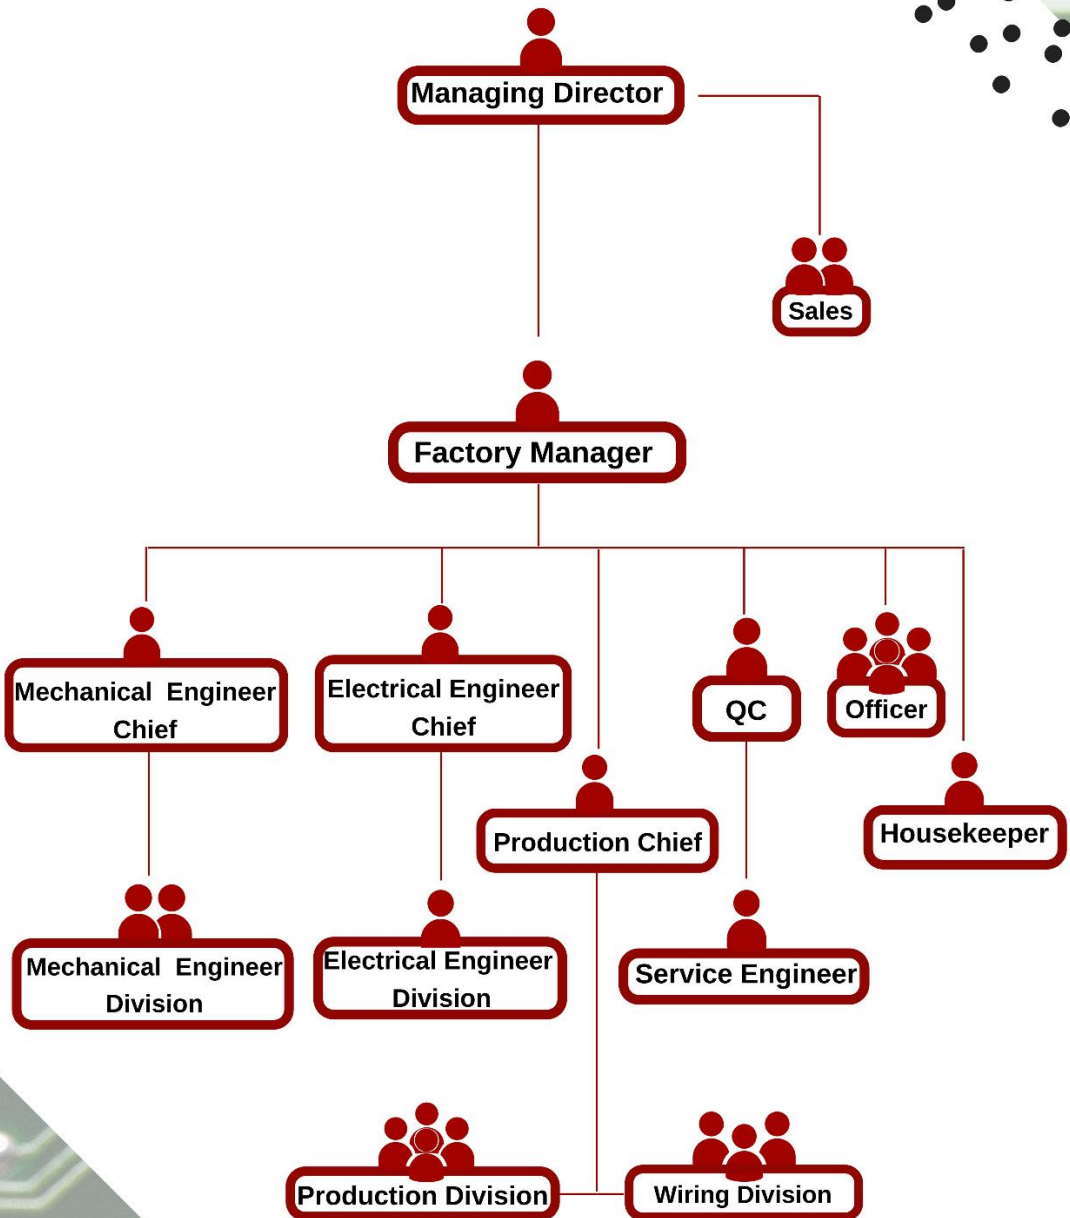 Managing Director
Sales
Factory Manager
Mechanical Engineer
Chief
Electrical Engineer
Chief
QC
Officer
Production Chief
Housekeeper
Mechanical Engineer
Division
Electrical Engineer
Division
Service Engineer
Production Division
Wiring Division